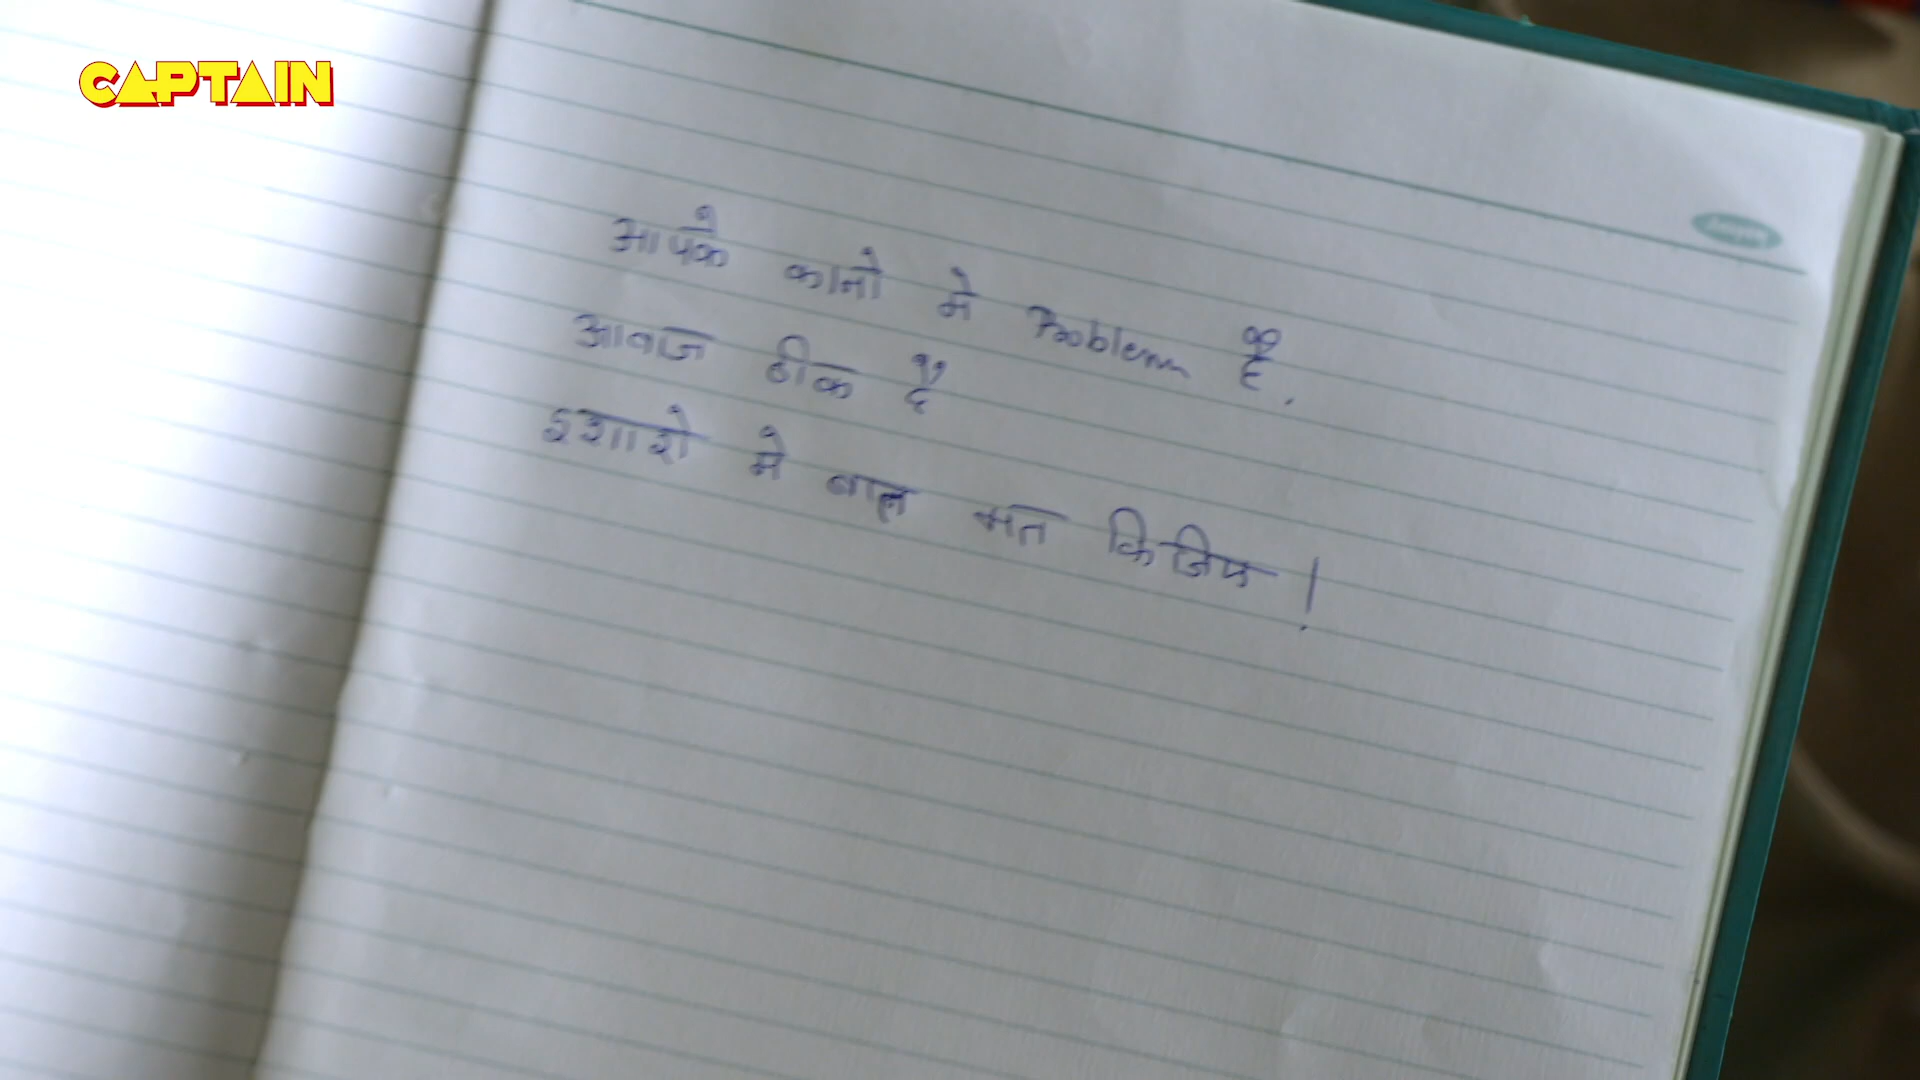 CAPTAIN
आपके कानो मे Problem है.
आवाज ठीक है
इशारो मे बात मत किजिए !